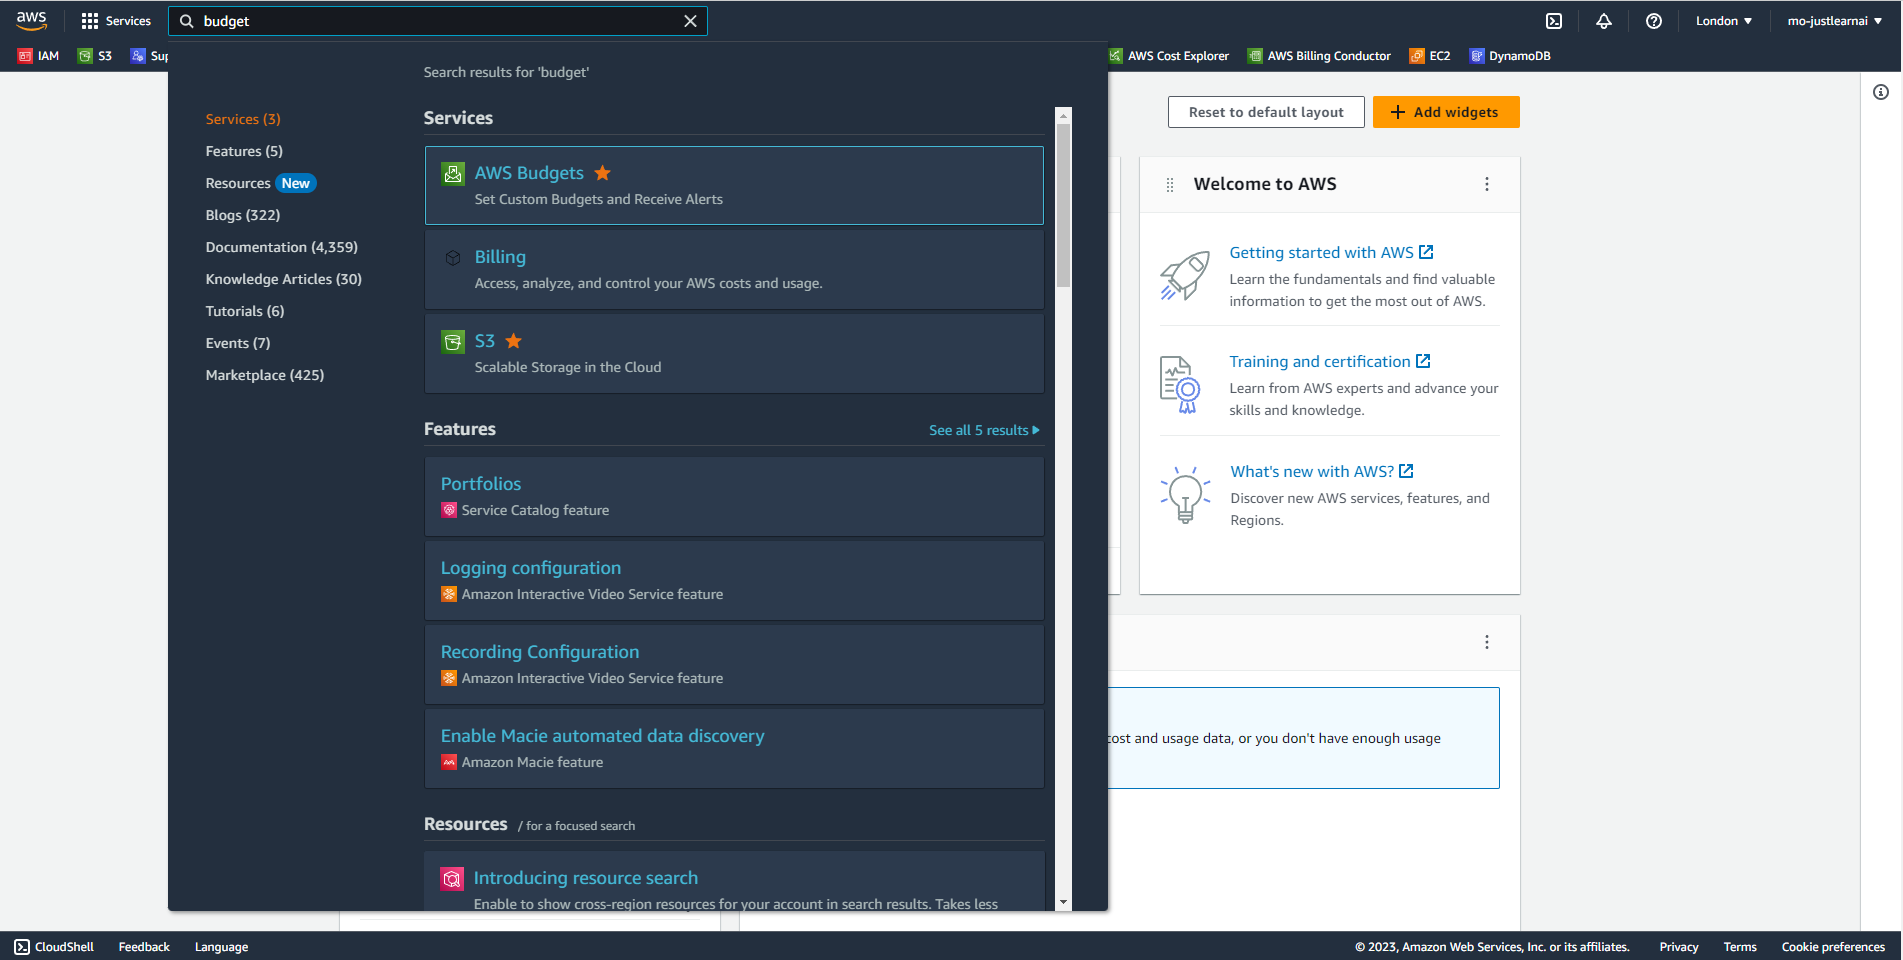 aws
Services
budget
London
mo-justlearnai
IAM
S3
Sup
AWS Cost Explorer
AWS Billing Conductor
EC2
DynamoDB
Search results for 'budget'
Services (3)
Features (5)
Resources New
Blogs (322)
Documentation (4,359)
Knowledge Articles (30)
Tutorials (6)
Events (7)
Marketplace (425)
Services
AWS Budgets
Set Custom Budgets and Receive Alerts
Billing
Access, analyze, and control your AWS costs and usage.
S3
Scalable Storage in the Cloud
Features
See all 5 results
Portfolios
Service Catalog feature
Logging configuration
Amazon Interactive Video Service feature
Recording Configuration
Amazon Interactive Video Service feature
Enable Macie automated data discovery
Amazon Macie feature
Resources / for a focused search
Introducing resource search
Enable to show cross-region resources for your account in search results. Takes less
Reset to default layout
Add widgets
Welcome to AWS
Getting started with AWS
Learn the fundamentals and find valuable
information to get the most out of AWS.
Training and certification
Learn from AWS experts and advance your
skills and knowledge.
What's new with AWS?
Discover new AWS services, features, and
Regions.
cost and usage data, or you don't have enough usage
CloudShell
Feedback
Language
© 2023, Amazon Web Services, Inc. or its affiliates.
Privacy
Terms
Cookie preferences